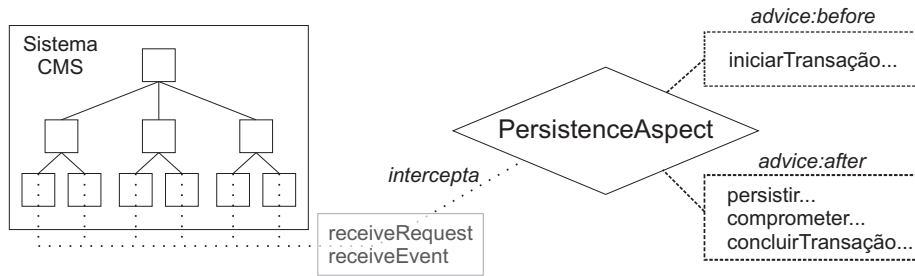 Sistema
CMS
advice:before
iniciarTransação...
PersistenceAspect
intercepta
advice:after
persistir...
comprometer...
concluirTransação...
receiveRequest
receiveEvent